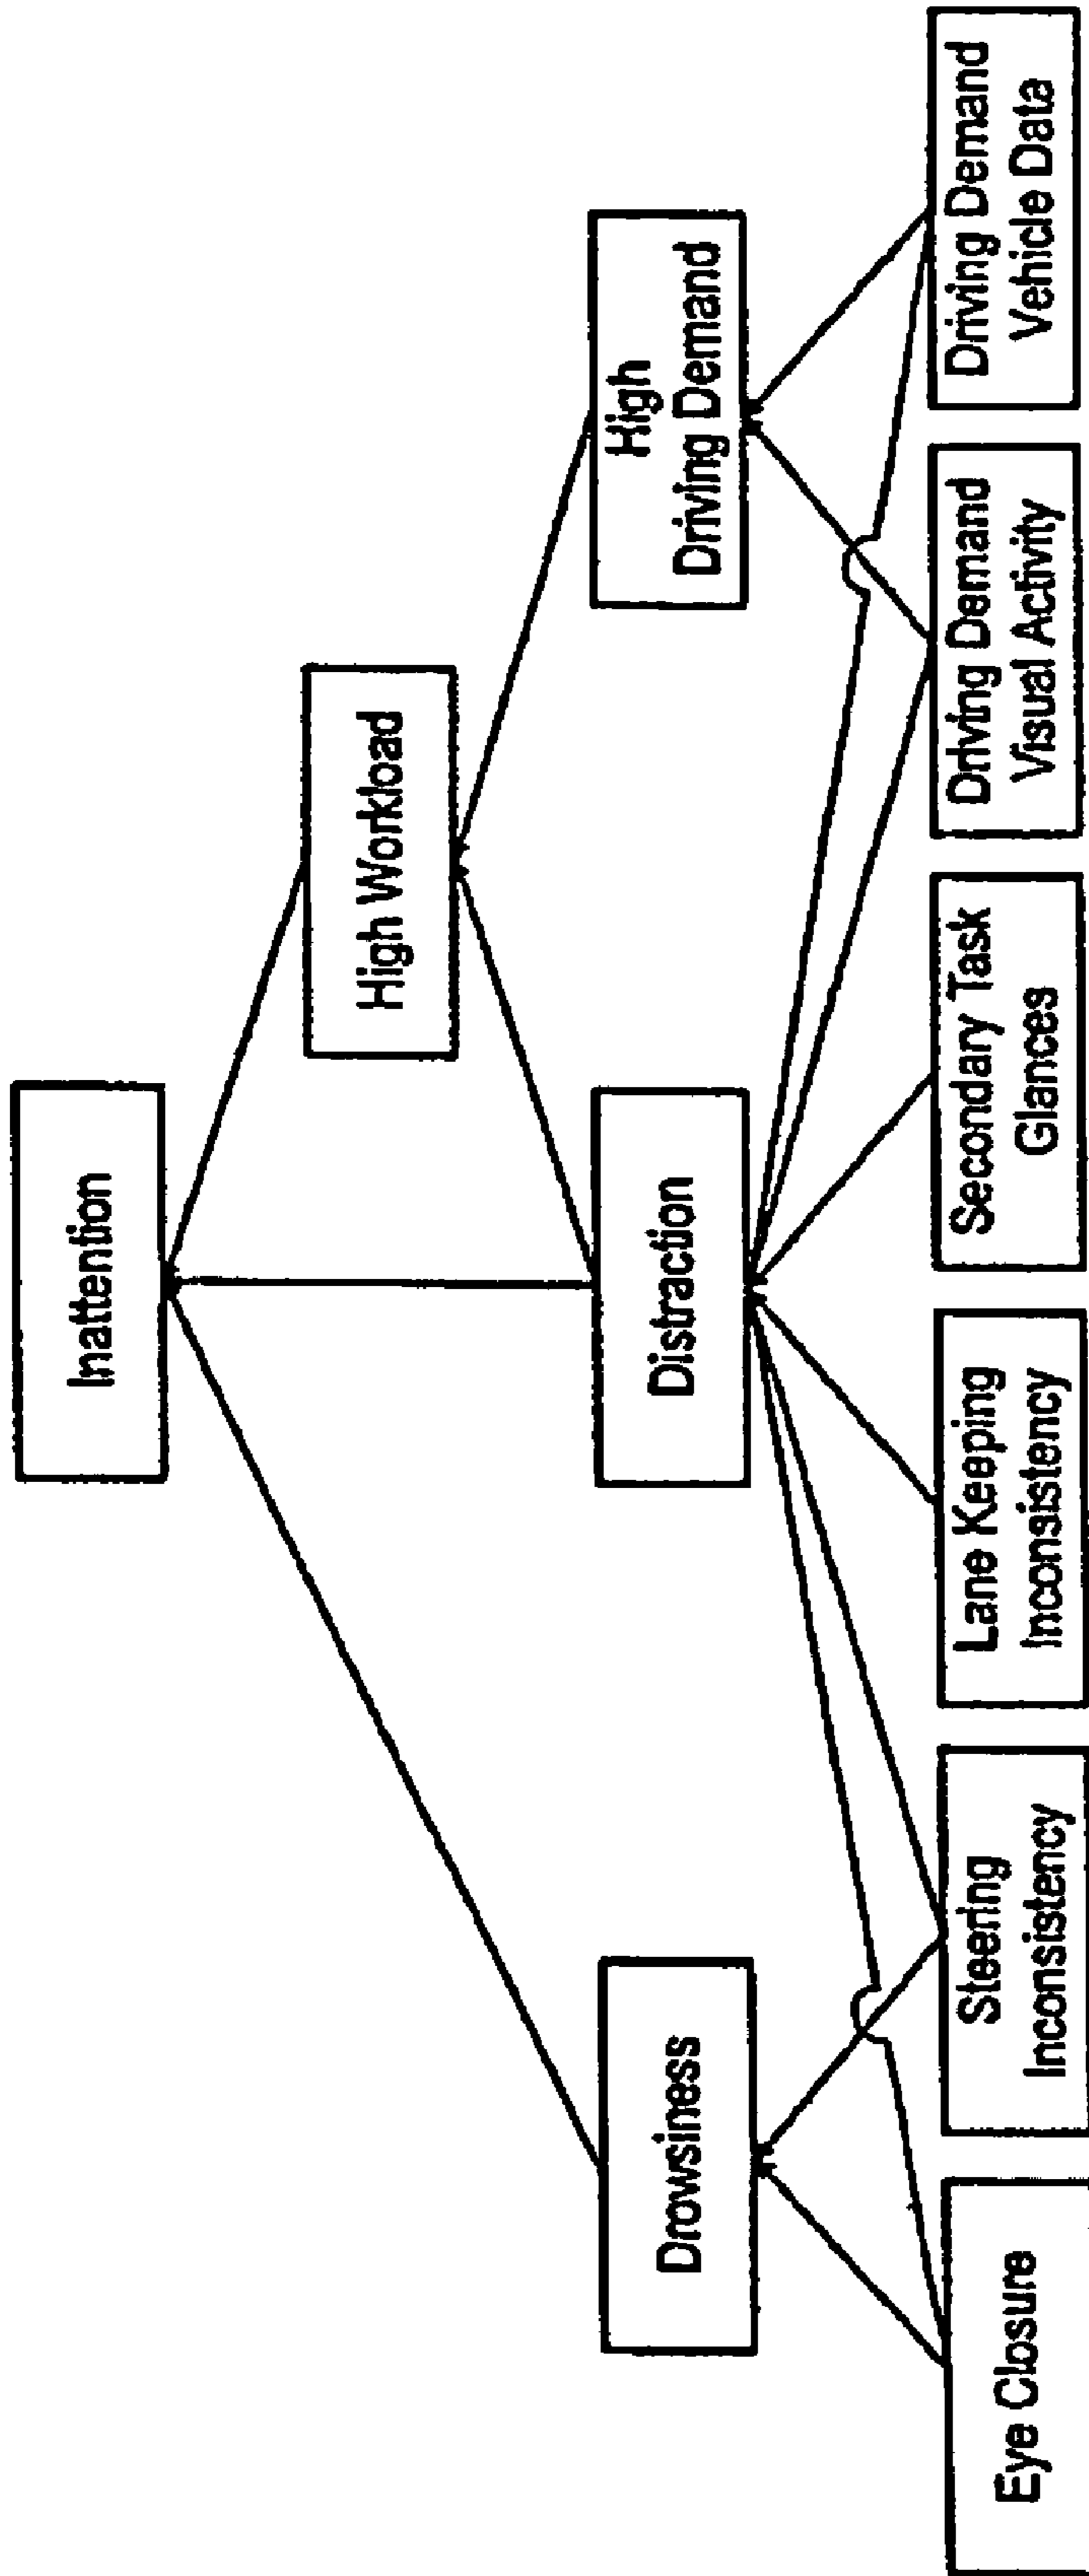 Inattention
High Workload
Drowsiness
Distraction
High
Driving Demand
Eye Closure
Steering
Inconsistency
Lane Keeping
Inconsistency
Secondary Task
Glances
Driving Demand
Visual Activity
Driving Demand
Vehicle Data